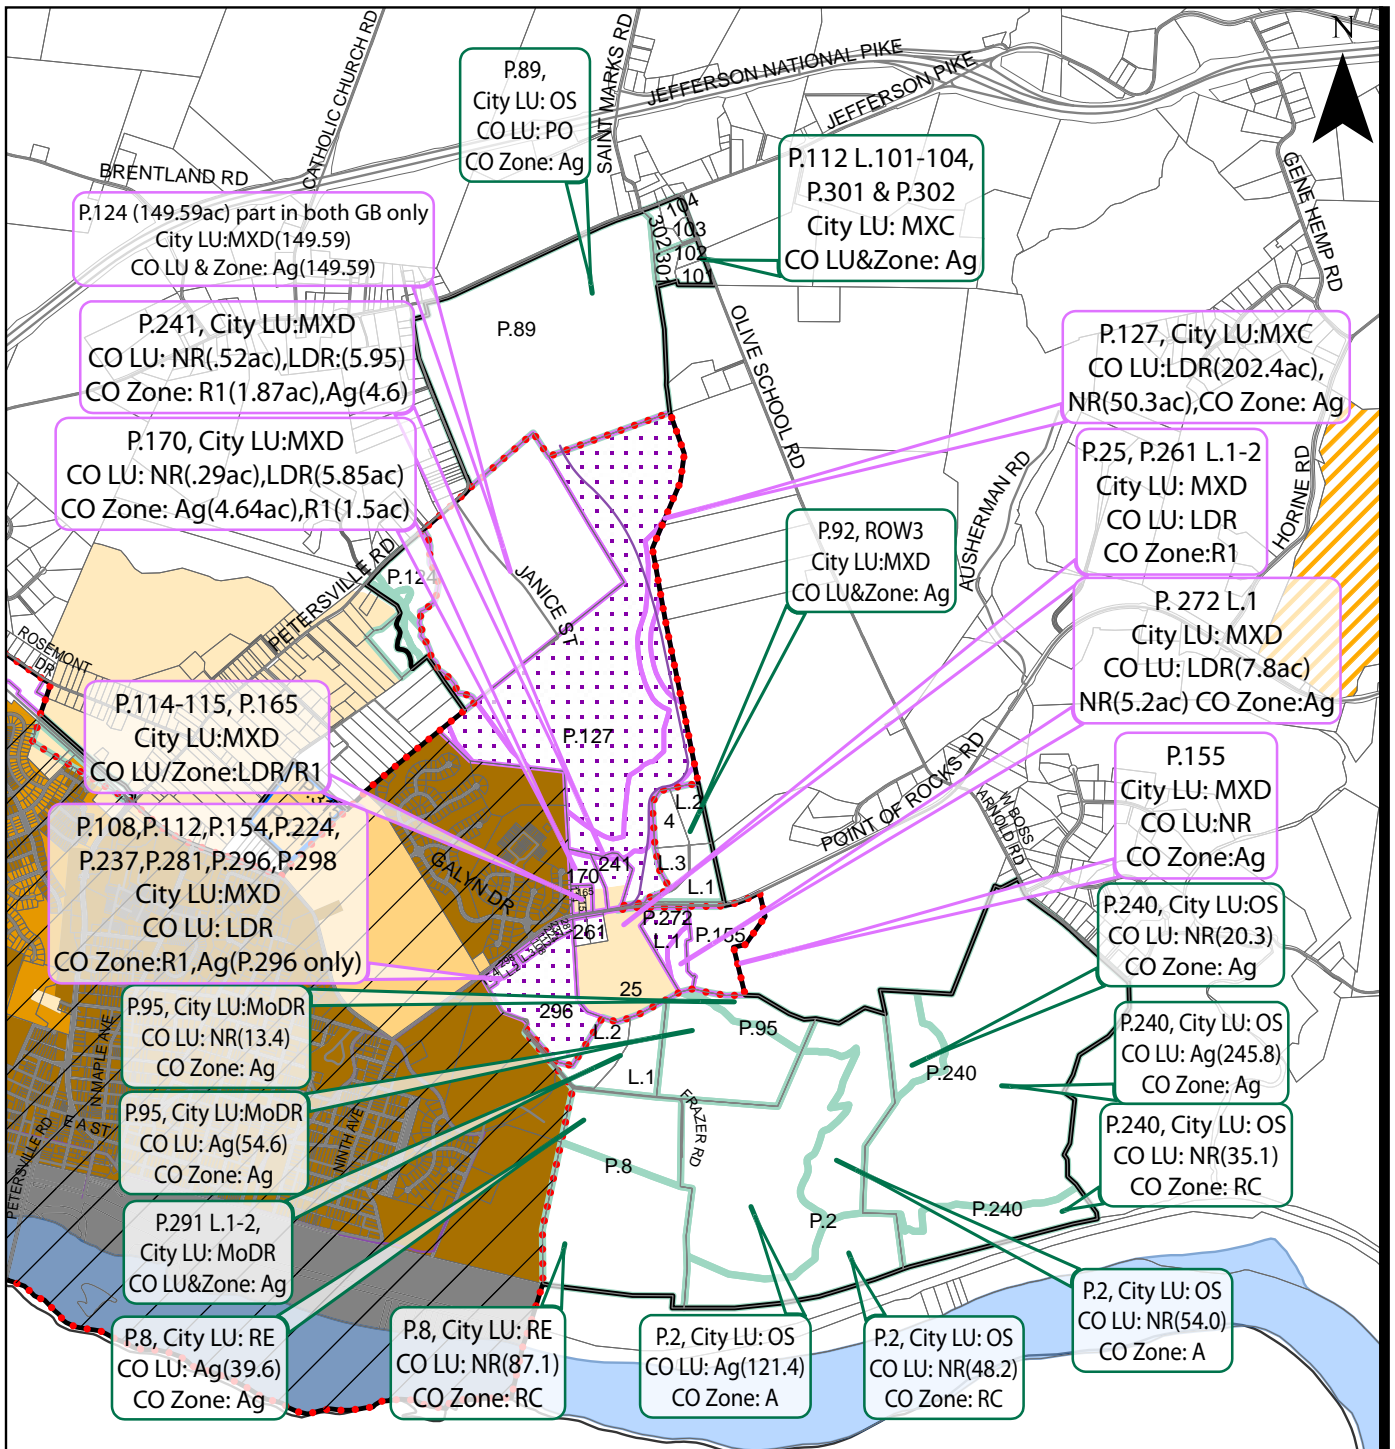 N
SAINT MARKS RD
CATHOLIC CHURCH RD
JEFFERSON NATIONAL PIKE
JEFFERSON PIKE
BRENTLAND RD
GENE HEMP RD
P.89,
City LU: OS
CO LU: PO
CO Zone: Ag
P.112 L.101-104,
P.301 & P.302
City LU: MXC
CO LU&Zone: Ag
P.124 (149.59ac) part in both GB only
City LU:MXD(149.59)
CO LU & Zone: Ag(149.59)
104
103
102
101
302
301
P.89
OLIVE SCHOOL RD
P.241, City LU:MXD
CO LU: NR(.52ac),LDR:(5.95)
CO Zone: R1(1.87ac),Ag(4.6)
P.127, City LU:MXC
CO LU:LDR(202.4ac),
NR(50.3ac),CO Zone: Ag
P.170, City LU:MXD
CO LU: NR(.29ac),LDR(5.85ac)
CO Zone: Ag(4.64ac),R1(1.5ac)
P.25, P.261 L.1-2
City LU: MXD
CO LU: LDR
CO Zone:R1
AUSHERMAN RD
HORINE RD
P.92, ROW3
City LU:MXD
CO LU&Zone: Ag
PETERSVILLE RD
P.124
JANICE ST
P. 272 L.1
City LU: MXD
CO LU: LDR(7.8ac)
NR(5.2ac) CO Zone:Ag
ROSEMONT
DR
P.114-115, P.165
City LU:MXD
CO LU/Zone:LDR/R1
P.127
POINT OF ROCKS RD
P.155
City LU: MXD
CO LU:NR
CO Zone:Ag
W BOSS
ARNOLD RD
P.108,P.112,P.154,P.224,
P.237,P.281,P.296,P.298
City LU:MXD
CO LU: LDR
CO Zone:R1,Ag(P.296 only)
L.2
4
L.3
L.1
GALYN DR
241
170
165
261
P.272
L.1
P.155
25
296
298
L.2
L.1
P.240, City LU:OS
CO LU: NR(20.3)
CO Zone: Ag
P.95, City LU:MoDR
CO LU: NR(13.4)
CO Zone: Ag
P.95
P.240
P.240, City LU: OS
CO LU: Ag(245.8)
CO Zone: Ag
N MAPLE AVE
EAST
NINTH AVE
PETERSVILLE RD
P.95, City LU:MoDR
CO LU: Ag(54.6)
CO Zone: Ag
FRAZER RD
P.8
P.2
P.240
P.240, City LU: OS
CO LU: NR(35.1)
CO Zone: RC
P.291 L.1-2,
City LU: MoDR
CO LU&Zone: Ag
P.8, City LU: RE
CO LU: Ag(39.6)
CO Zone: Ag
P.8, City LU: RE
CO LU: NR(87.1)
CO Zone: RC
P.2, City LU: OS
CO LU: Ag(121.4)
CO Zone: A
P.2, City LU: OS
CO LU: NR(48.2)
CO Zone: RC
P.2, City LU: OS
CO LU: NR(54.0)
CO Zone: A